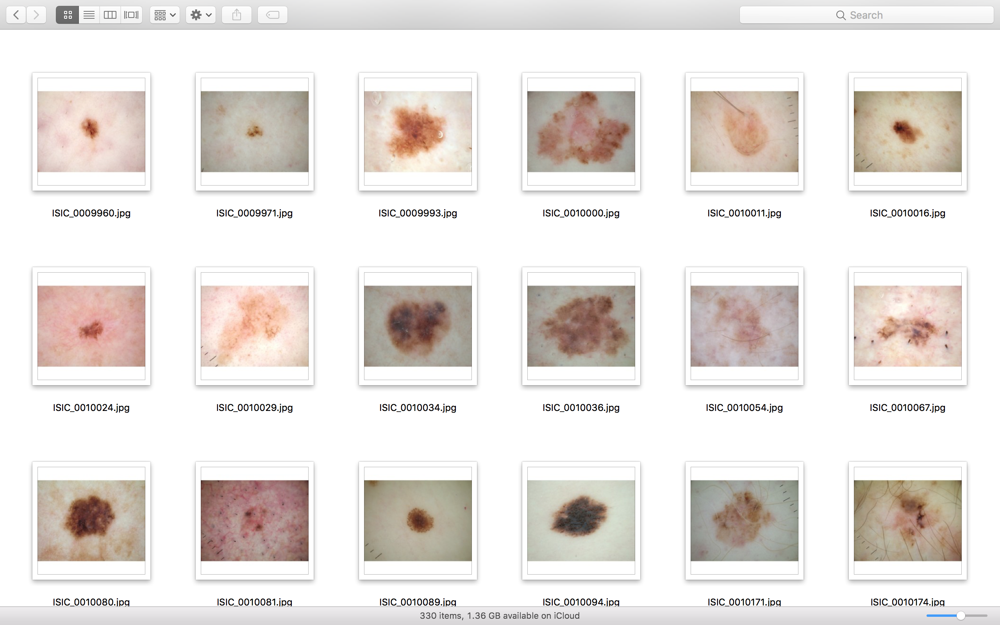 Search
ISIC_0009960.jpg
ISIC_0009971.jpg
ISIC_0009993.jpg
ISIC_0010000.jpg
ISIC_0010011.jpg
ISIC_0010016.jpg
ISIC_0010024.jpg
ISIC_0010029.jpg
ISIC_0010034.jpg
ISIC_0010036.jpg
ISIC_0010054.jpg
ISIC_0010067.jpg
ISIC_0010080.jpg
ISIC_0010081.jpg
ISIC_0010089.jpg
ISIC_0010094.jpg
ISIC_0010171.jpg
ISIC_0010174.jpg
330 items, 1.36 GB available on iCloud